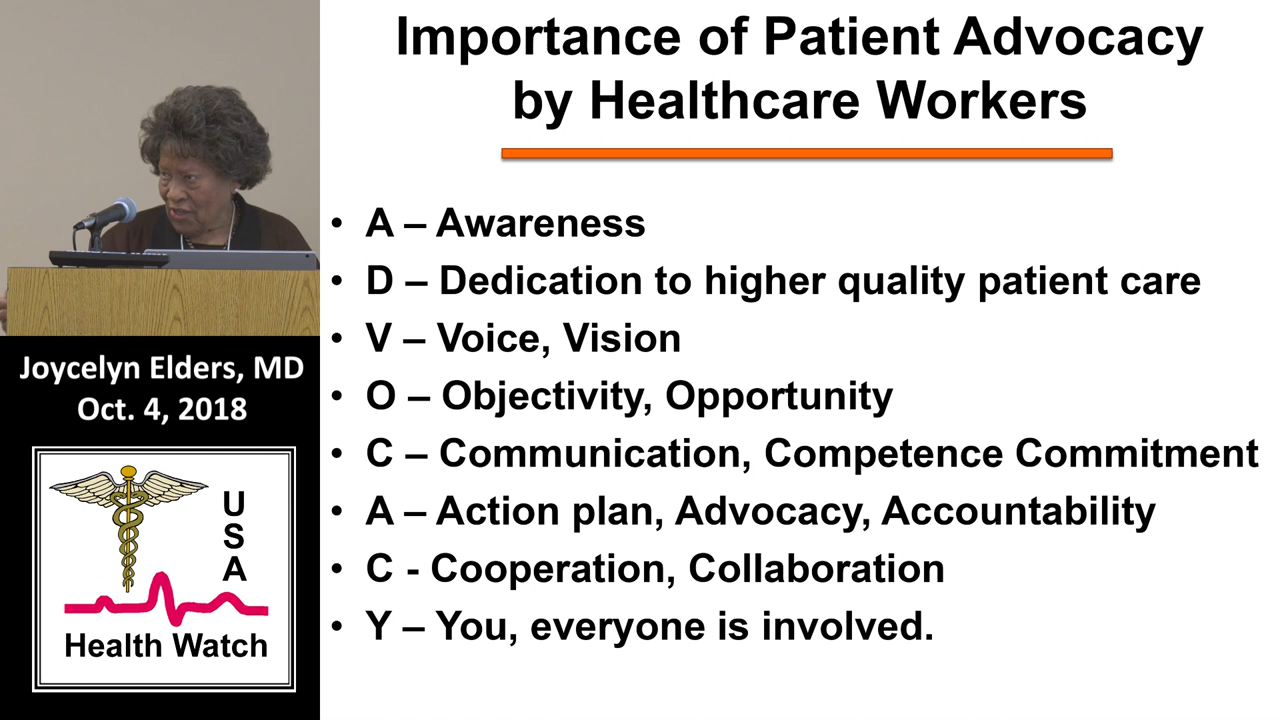 Importance of Patient Advocacy
by Healthcare Workers
• A – Awareness
• D – Dedication to higher quality patient care
• V – Voice, Vision
• O – Objectivity, Opportunity
• C – Communication, Competence Commitment
• A – Action plan, Advocacy, Accountability
• C - Cooperation, Collaboration
• Y – You, everyone is involved.
Joycelyn Elders, MD
Oct. 4, 2018
U
S
A
Health Watch